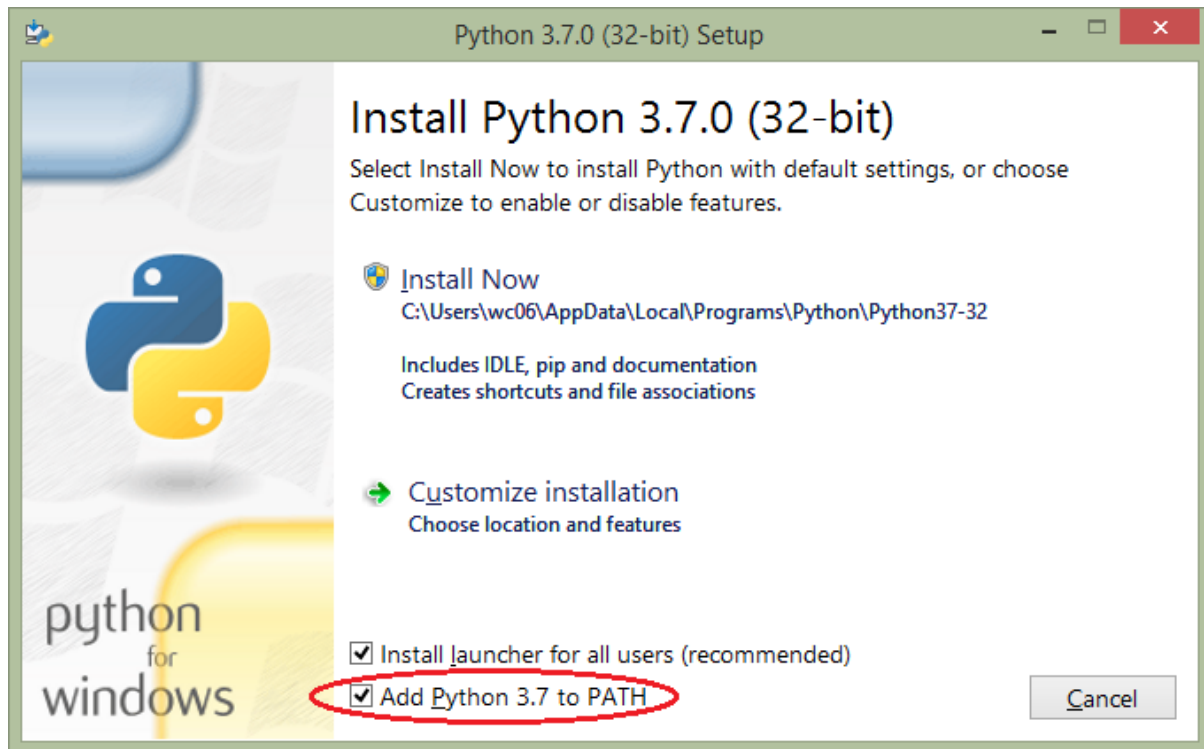 Python 3.7.0 (32-bit) Setup
Install Python 3.7.0 (32-bit)
Select Install Now to install Python with default settings, or choose
Customize to enable or disable features.
Install Now
C:\Users\wc06\AppData\Local\Programs\Python\Python37-32
Includes IDLE, pip and documentation
Creates shortcuts and file associations
Customize installation
Choose location and features
python
for
windows
Install launcher for all users (recommended)
Add Python 3.7 to PATH
Cancel